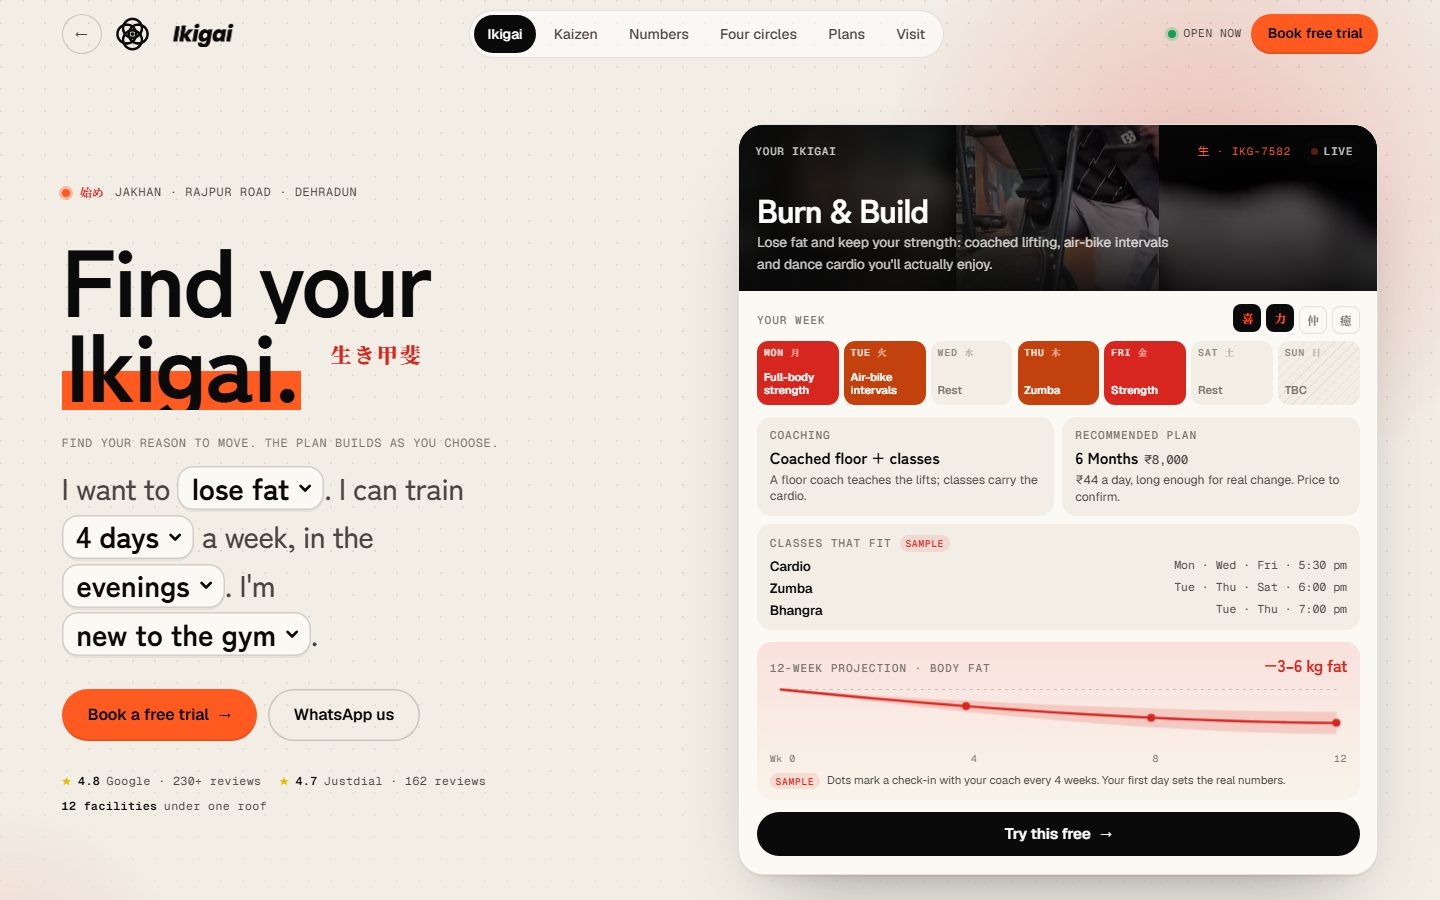 ←
Ikigai
Ikigai Kaizen Numbers Four circles Plans Visit
OPEN NOW
Book free trial
始め JAKHAN · RAJPUR ROAD · DEHRADUN
Find your
Ikigai. 生き甲斐
FIND YOUR REASON TO MOVE. THE PLAN BUILDS AS YOU CHOOSE.
I want to lose fat. I can train
4 days a week, in the
evenings. I'm
new to the gym.
Book a free trial →
WhatsApp us
★ 4.8 Google · 230+ reviews ★ 4.7 Justdial · 162 reviews
12 facilities under one roof
YOUR IKIGAI
生 · IKG-7582
LIVE
Burn & Build
Lose fat and keep your strength: coached lifting, air-bike intervals
and dance cardio you'll actually enjoy.
YOUR WEEK
喜 力 仲 癒
MON 月
Full-body
strength
TUE 火
Air-bike
intervals
WED 水
Rest
THU 木
Zumba
FRI 金
Strength
SAT 土
Rest
SUN 日
TBC
COACHING
Coached floor + classes
A floor coach teaches the lifts; classes carry the
cardio.
RECOMMENDED PLAN
6 Months ₹8,000
₹44 a day, long enough for real change. Price to
confirm.
CLASSES THAT FIT SAMPLE
Cardio Mon · Wed · Fri · 5:30 pm
Zumba Tue · Thu · Sat · 6:00 pm
Bhangra Tue · Thu · 7:00 pm
12-WEEK PROJECTION · BODY FAT
−3–6 kg fat
Wk 0 4 8 12
SAMPLE Dots mark a check-in with your coach every 4 weeks. Your first day sets the real numbers.
Try this free →